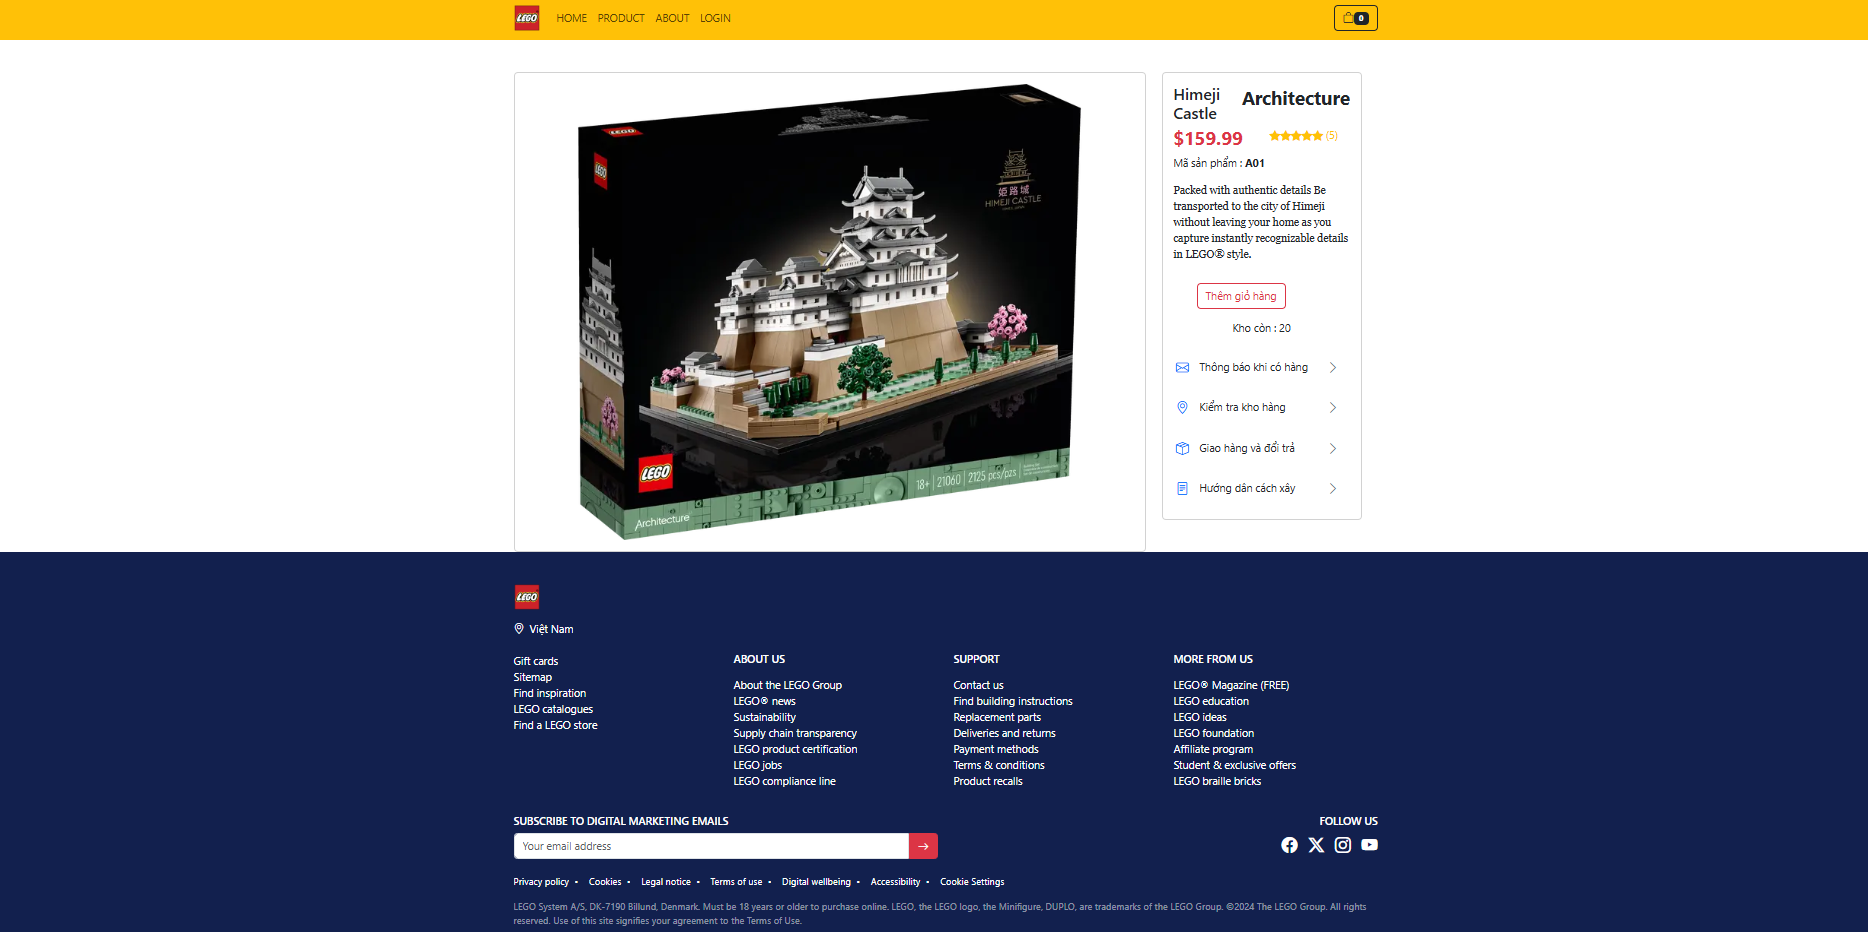 LEGO HOME PRODUCT ABOUT LOGIN 0
LEGO
LEGO
姫路城
HIMEJI CASTLE
LEGO
18+ | 21060 | 2125 pcs/pzs
Architecture
Himeji Castle
Architecture
$159.99
(5)
Mã sản phẩm : A01
Packed with authentic details Be
transported to the city of Himeji
without leaving your home as you
capture instantly recognizable details
in LEGO® style.
Thêm giỏ hàng
Kho còn : 20
Thông báo khi có hàng
Kiểm tra kho hàng
Giao hàng và đổi trả
Hướng dẫn cách xây
LEGO
Việt Nam
Gift cards
Sitemap
Find inspiration
LEGO catalogues
Find a LEGO store
ABOUT US
About the LEGO Group
LEGO® news
Sustainability
Supply chain transparency
LEGO product certification
LEGO jobs
LEGO compliance line
SUPPORT
Contact us
Find building instructions
Replacement parts
Deliveries and returns
Payment methods
Terms & conditions
Product recalls
MORE FROM US
LEGO® Magazine (FREE)
LEGO education
LEGO ideas
LEGO foundation
Affiliate program
Student & exclusive offers
LEGO braille bricks
SUBSCRIBE TO DIGITAL MARKETING EMAILS
Your email address
FOLLOW US
Privacy policy • Cookies • Legal notice • Terms of use • Digital wellbeing • Accessibility • Cookie Settings
LEGO System A/S, DK-7190 Billund, Denmark. Must be 18 years or older to purchase online. LEGO, the LEGO logo, the Minifigure, DUPLO, are trademarks of the LEGO Group. ©2024 The LEGO Group. All rights
reserved. Use of this site signifies your agreement to the Terms of Use.